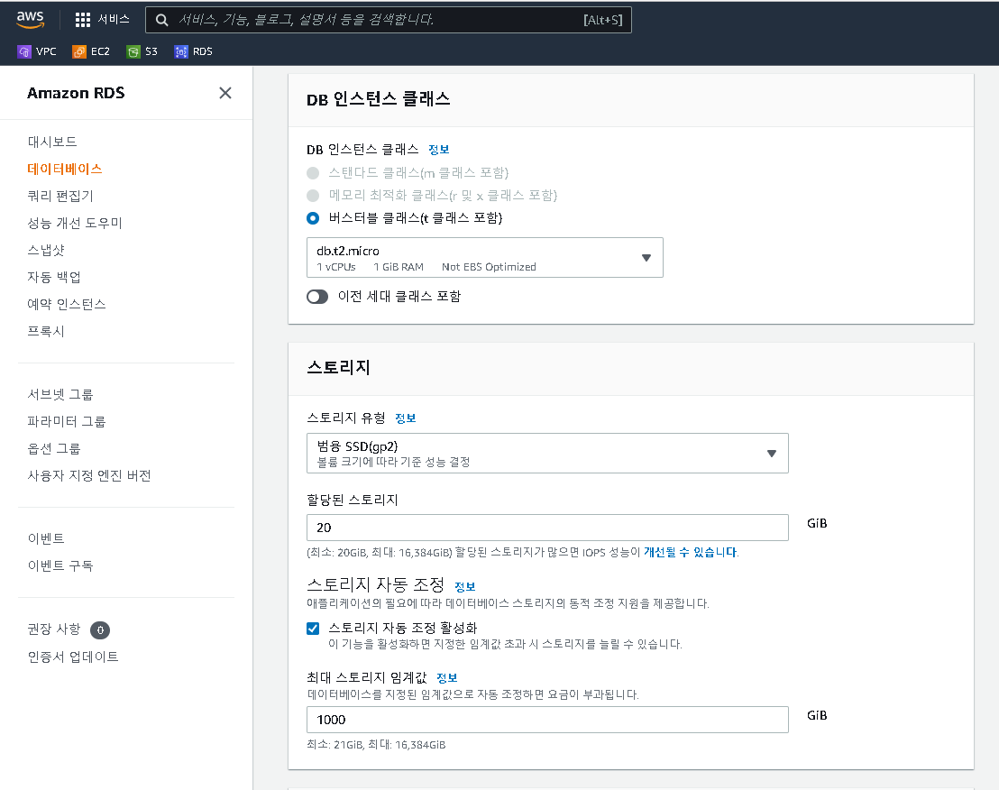 aws
서비스
서비스, 기능, 블로그, 설명서 등을 검색합니다.
[Alt+S]
VPC
EC2
S3
RDS
Amazon RDS
대시보드
데이터베이스
쿼리 편집기
성능 개선 도우미
스냅샷
자동 백업
예약 인스턴스
프록시
서브넷 그룹
파라미터 그룹
옵션 그룹
사용자 지정 엔진 버전
이벤트
이벤트 구독
권장 사항 0
인증서 업데이트
DB 인스턴스 클래스
DB 인스턴스 클래스 정보
스탠다드 클래스(m 클래스 포함)
메모리 최적화 클래스(r 및 x 클래스 포함)
버스터블 클래스(t 클래스 포함)
db.t2.micro
1 vCPUs 1 GiB RAM Not EBS Optimized
이전 세대 클래스 포함
스토리지
스토리지 유형 정보
범용 SSD(gp2)
볼륨 크기에 따라 기준 성능 결정
할당된 스토리지
20
GiB
(최소: 20GiB, 최대: 16,384GiB) 할당된 스토리지가 많으면 IOPS 성능이 개선될 수 있습니다.
스토리지 자동 조정 정보
애플리케이션의 필요에 따라 데이터베이스 스토리지의 동적 조정 지원을 제공합니다.
스토리지 자동 조정 활성화
이 기능을 활성화하면 지정한 임계값 초과 시 스토리지를 늘릴 수 있습니다.
최대 스토리지 임계값 정보
데이터베이스를 지정된 임계값으로 자동 조정하면 요금이 부과됩니다.
1000
GiB
최소: 21GiB, 최대: 16,384GiB